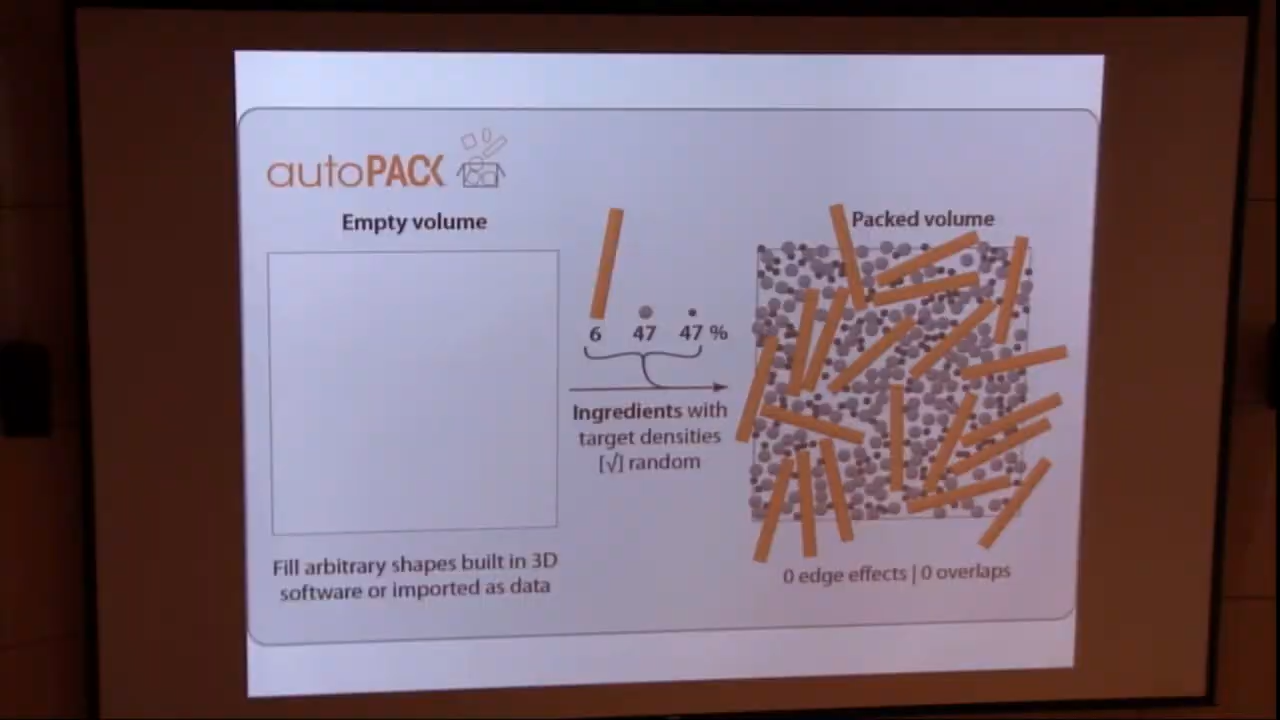 autoPACK
Empty volume
Packed volume
6 47 47 %
Ingredients with
target densities
[√] random
Fill arbitrary shapes built in 3D
software or imported as data
0 edge effects | 0 overlaps